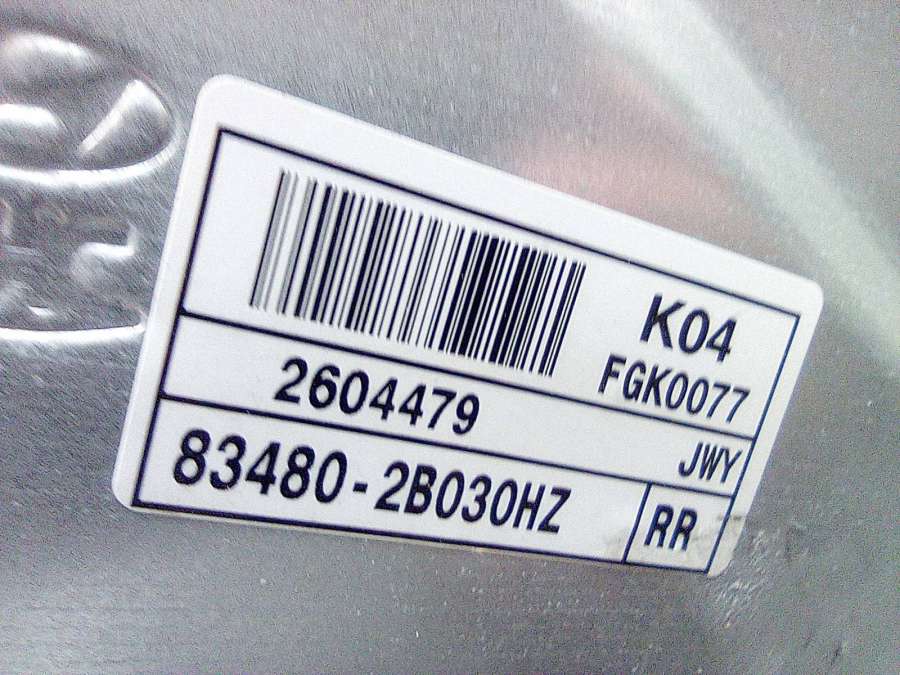 K04
FGK0077
2604479
JWY
83480-2B030HZ
RR